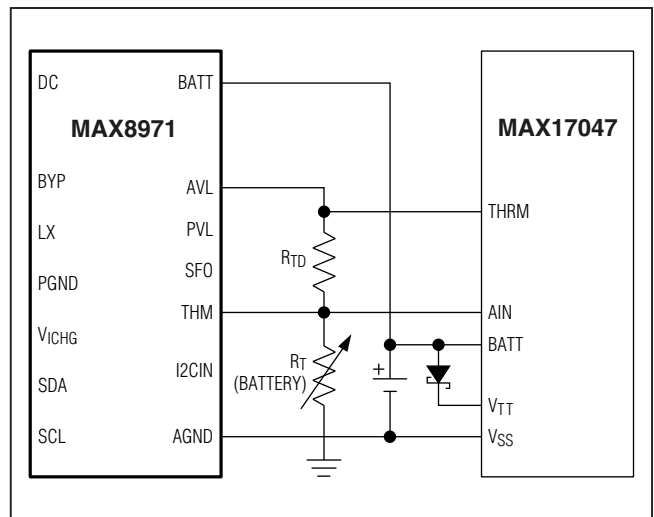 DC
BATT
MAX8971
MAX17047
BYP
AVL
THRM
LX
PVL
RTD
SFO
PGND
THM
AIN
VICHG
RT
(BATTERY)
+
BATT
I2CIN
SDA
VTT
SCL
AGND
VSS